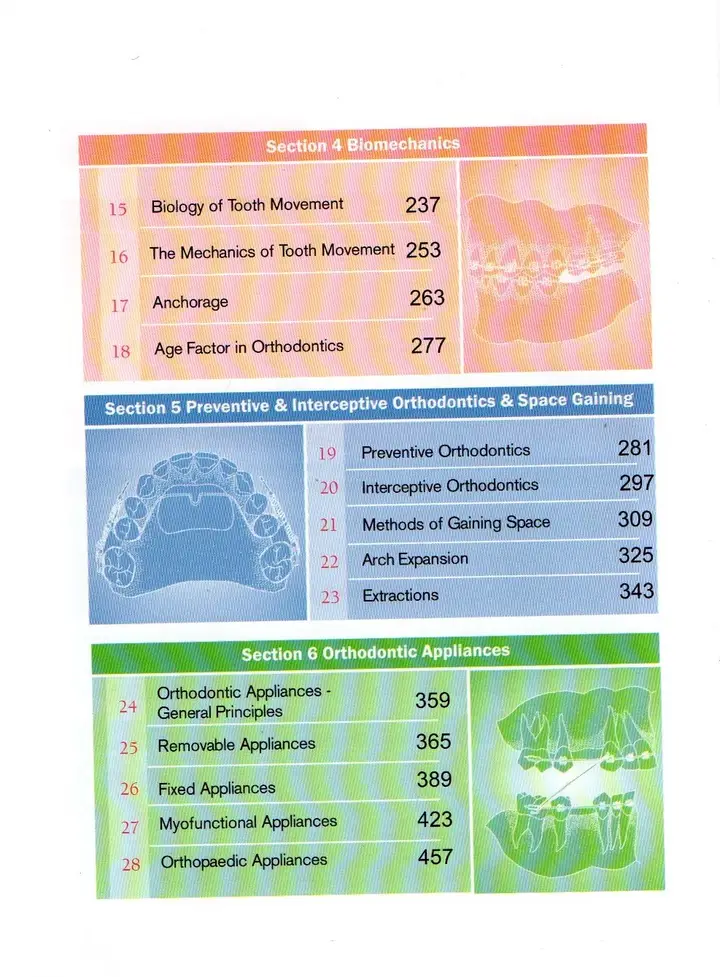 Section 4 Biomechanics
15 Biology of Tooth Movement 237
16 The Mechanics of Tooth Movement 253
17 Anchorage 263
18 Age Factor in Orthodontics 277
Section 5 Preventive & Interceptive Orthodontics & Space Gaining
19 Preventive Orthodontics 281
20 Interceptive Orthodontics 297
21 Methods of Gaining Space 309
22 Arch Expansion 325
23 Extractions 343
Section 6 Orthodontic Appliances
24 Orthodontic Appliances -
General Principles 359
25 Removable Appliances 365
26 Fixed Appliances 389
27 Myofunctional Appliances 423
28 Orthopaedic Appliances 457